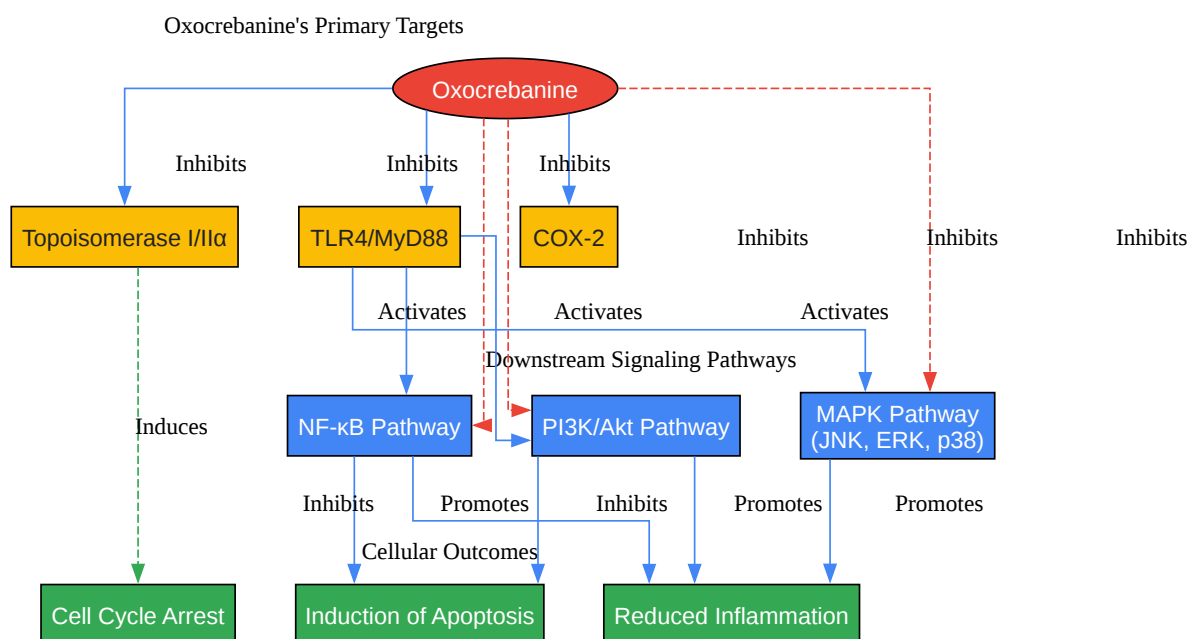 Oxocrebanine's Primary Targets
Oxocrebanine
Inhibits
Inhibits
Inhibits
Topoisomerase I/IIα
TLR4/MyD88
COX-2
Inhibits
Inhibits
Inhibits
Activates
Activates
Activates
Downstream Signaling Pathways
NF-κB Pathway
PI3K/Akt Pathway
MAPK Pathway
(JNK, ERK, p38)
Induces
Inhibits
Promotes
Inhibits
Promotes
Promotes
Cellular Outcomes
Cell Cycle Arrest
Induction of Apoptosis
Reduced Inflammation